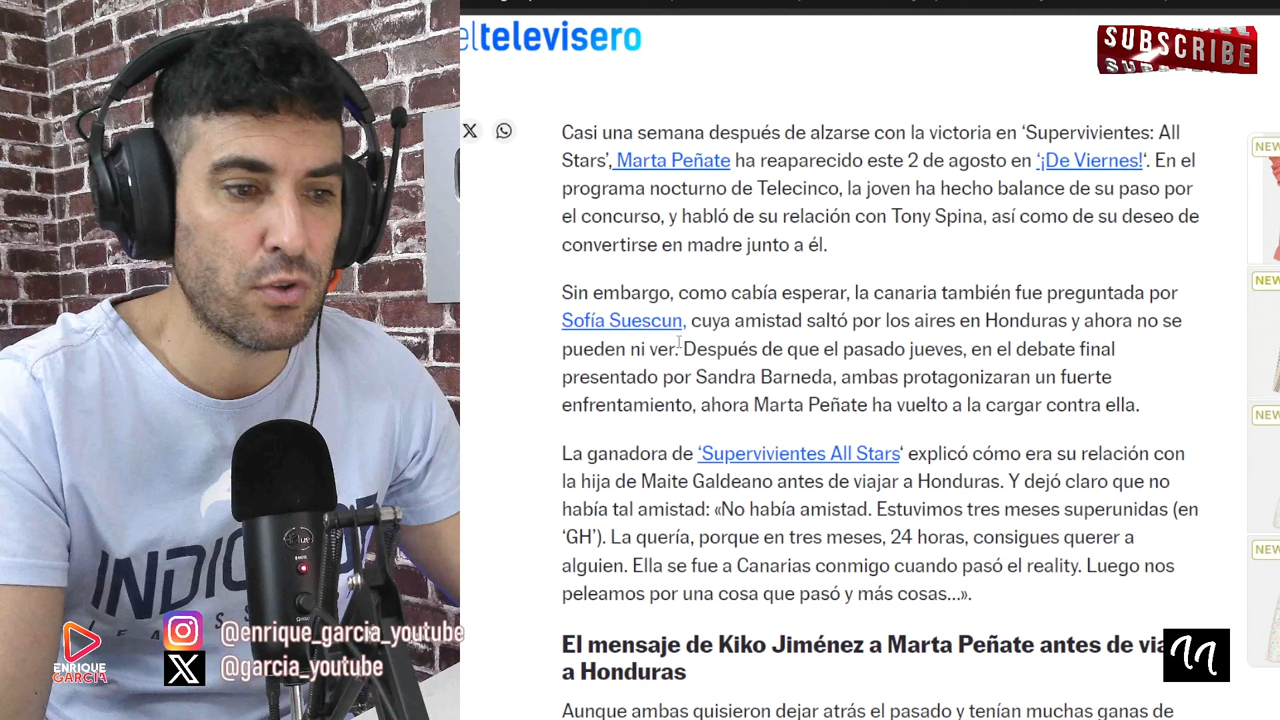 eltelevisero
SUBSCRIBE
Casi una semana después de alzarse con la victoria en ‘Supervivientes: All
Stars’, Marta Peñate ha reaparecido este 2 de agosto en ‘¡De Viernes!‘. En el
programa nocturno de Telecinco, la joven ha hecho balance de su paso por
el concurso, y habló de su relación con Tony Spina, así como de su deseo de
convertirse en madre junto a él.
Sin embargo, como cabía esperar, la canaria también fue preguntada por
Sofía Suescun, cuya amistad saltó por los aires en Honduras y ahora no se
pueden ni ver. Después de que el pasado jueves, en el debate final
presentado por Sandra Barneda, ambas protagonizaran un fuerte
enfrentamiento, ahora Marta Peñate ha vuelto a la cargar contra ella.
La ganadora de ‘Supervivientes All Stars‘ explicó cómo era su relación con
la hija de Maite Galdeano antes de viajar a Honduras. Y dejó claro que no
había tal amistad: «No había amistad. Estuvimos tres meses superunidas (en
‘GH’). La quería, porque en tres meses, 24 horas, consigues querer a
alguien. Ella se fue a Canarias conmigo cuando pasó el reality. Luego nos
peleamos por una cosa que pasó y más cosas…».
El mensaje de Kiko Jiménez a Marta Peñate antes de via
a Honduras
Aunque ambas quisieron dejar atrás el pasado y tenían muchas ganas de
NEW
NEW
NEW
NEW
blue
@enrique_garcia_youtube
@garcia_youtube
ENRIQUE
GARCIA